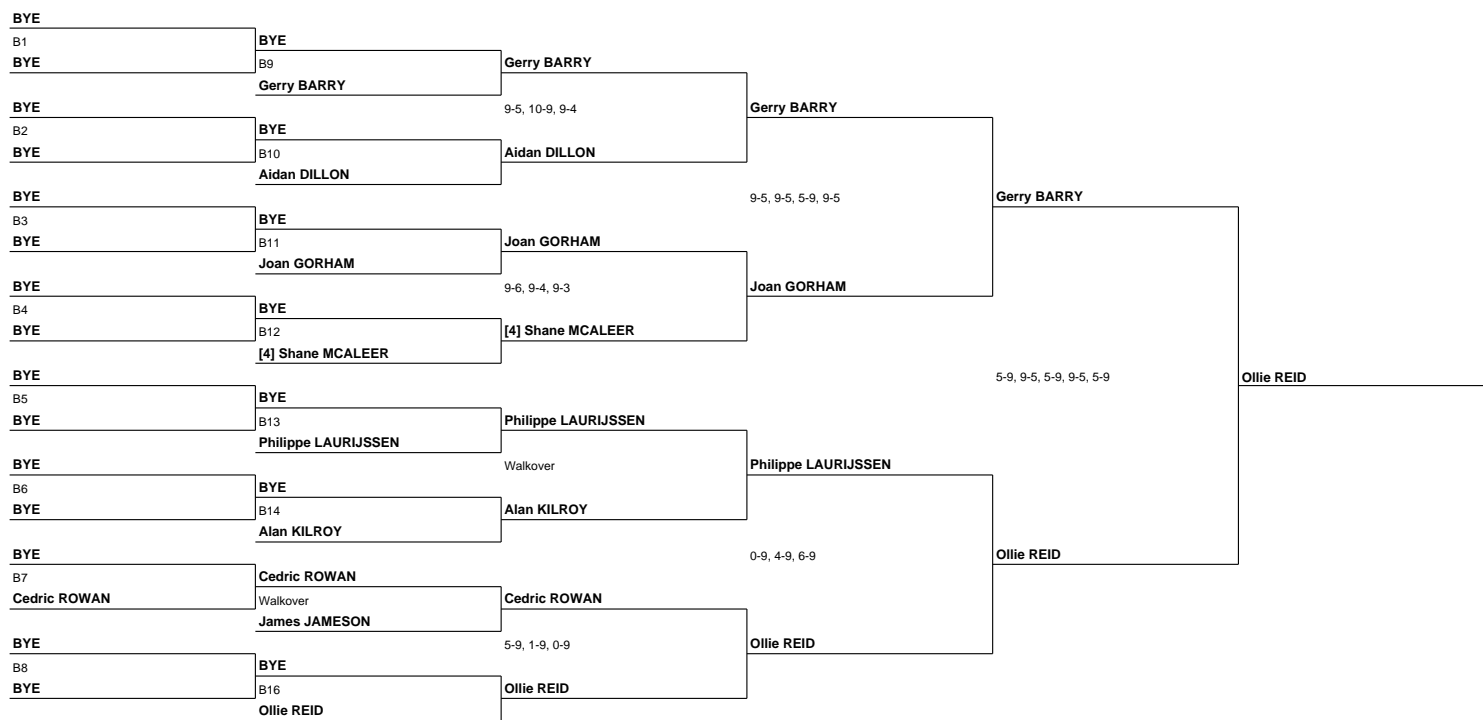 BYE
B1
BYE
BYE
B2
BYE
BYE
B3
BYE
BYE
B4
BYE
BYE
B5
BYE
BYE
B6
BYE
BYE
B7
Cedric ROWAN
BYE
B8
BYE
BYE
B9
Gerry BARRY
BYE
B10
Aidan DILLON
BYE
B11
Joan GORHAM
BYE
B12
[4] Shane MCALEER
BYE
B13
Philippe LAURIJSSEN
BYE
B14
Alan KILROY
Cedric ROWAN
Walkover
James JAMESON
BYE
B16
Ollie REID
Gerry BARRY
9-5, 10-9, 9-4
Aidan DILLON
Joan GORHAM
9-6, 9-4, 9-3
[4] Shane MCALEER
Philippe LAURIJSSEN
Walkover
Alan KILROY
Cedric ROWAN
5-9, 1-9, 0-9
Ollie REID
Gerry BARRY
9-5, 9-5, 5-9, 9-5
Joan GORHAM
Philippe LAURIJSSEN
0-9, 4-9, 6-9
Ollie REID
Gerry BARRY
5-9, 9-5, 5-9, 9-5, 5-9
Ollie REID
Ollie REID